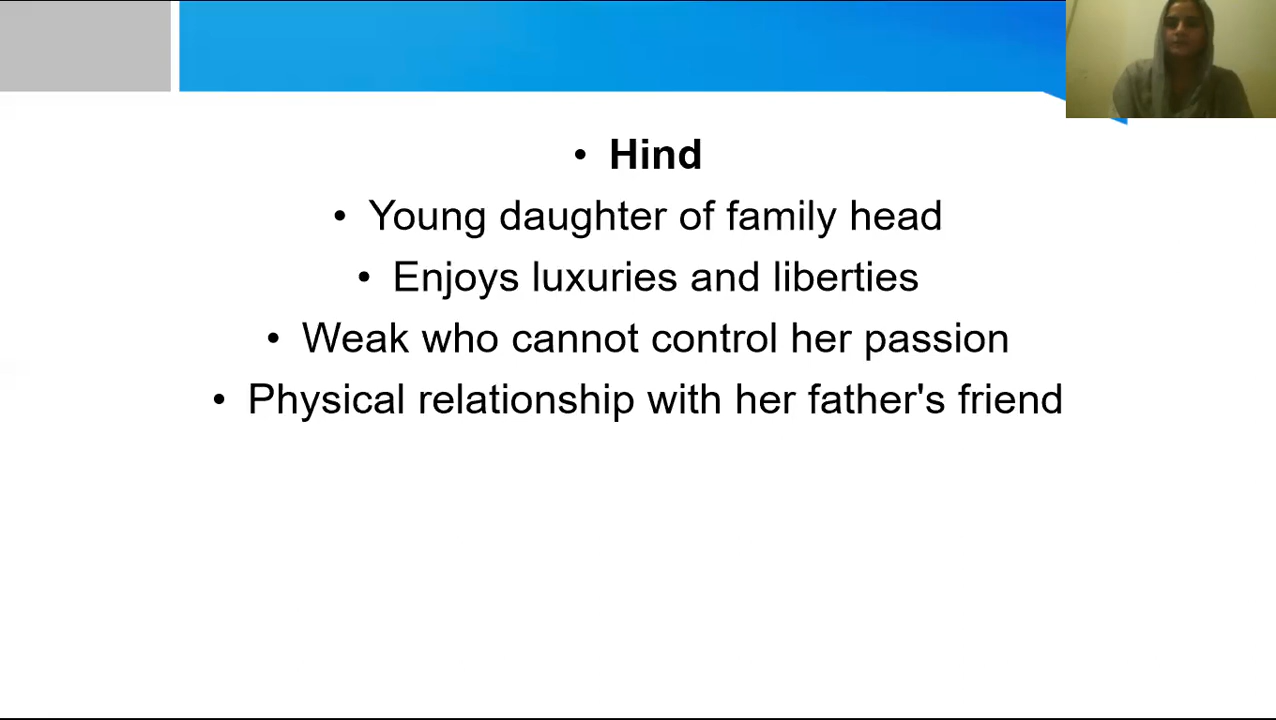 • Hind
• Young daughter of family head
• Enjoys luxuries and liberties
• Weak who cannot control her passion
• Physical relationship with her father's friend